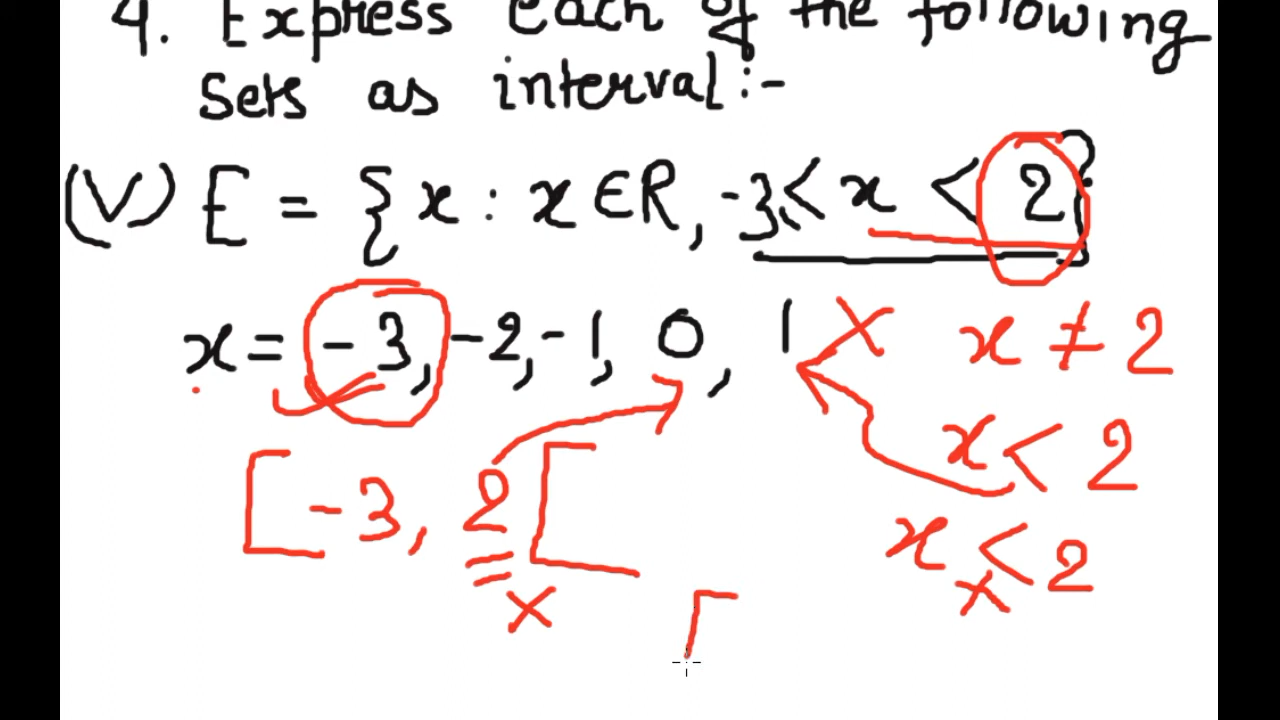 4. Express each of the following
Sets as interval :-
(V) E = { x : x ∈ R, -3 < x < 2 }
x = -3, -2, -1, 0, 1 x ≠ 2
x < 2
[ -3, 2 [
x < 2